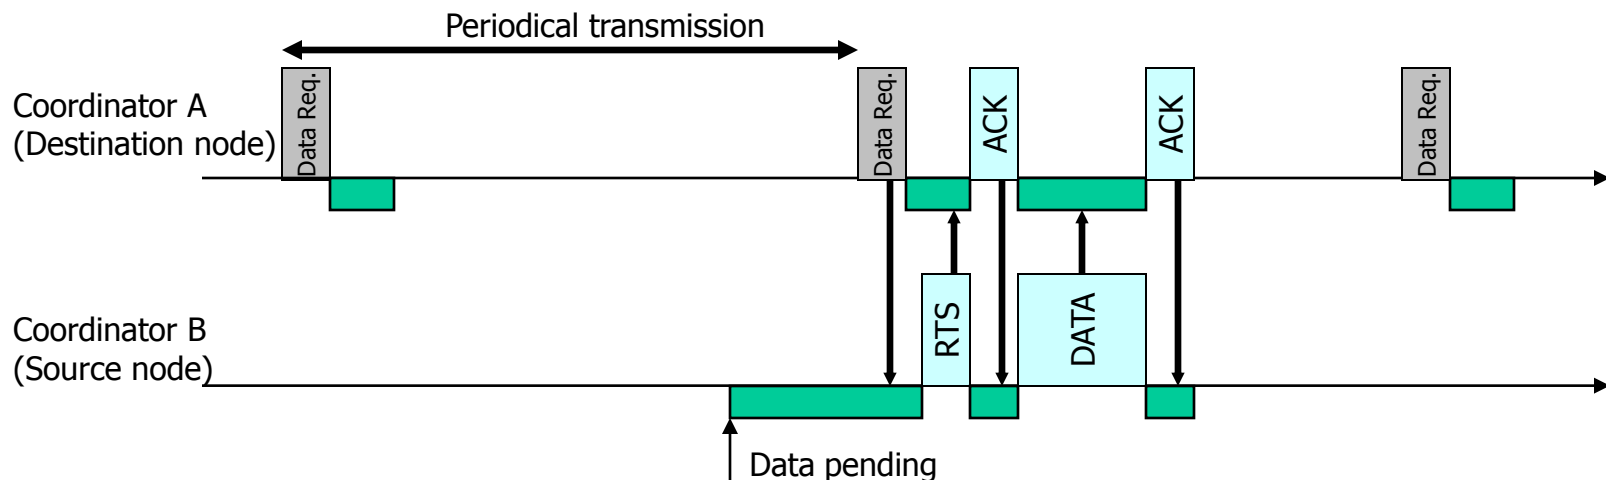 Periodical transmission
Coordinator A
(Destination node)
Data Req.
Data Req.
ACK
ACK
Data Req.
Coordinator B
(Source node)
RTS
DATA
Data pending